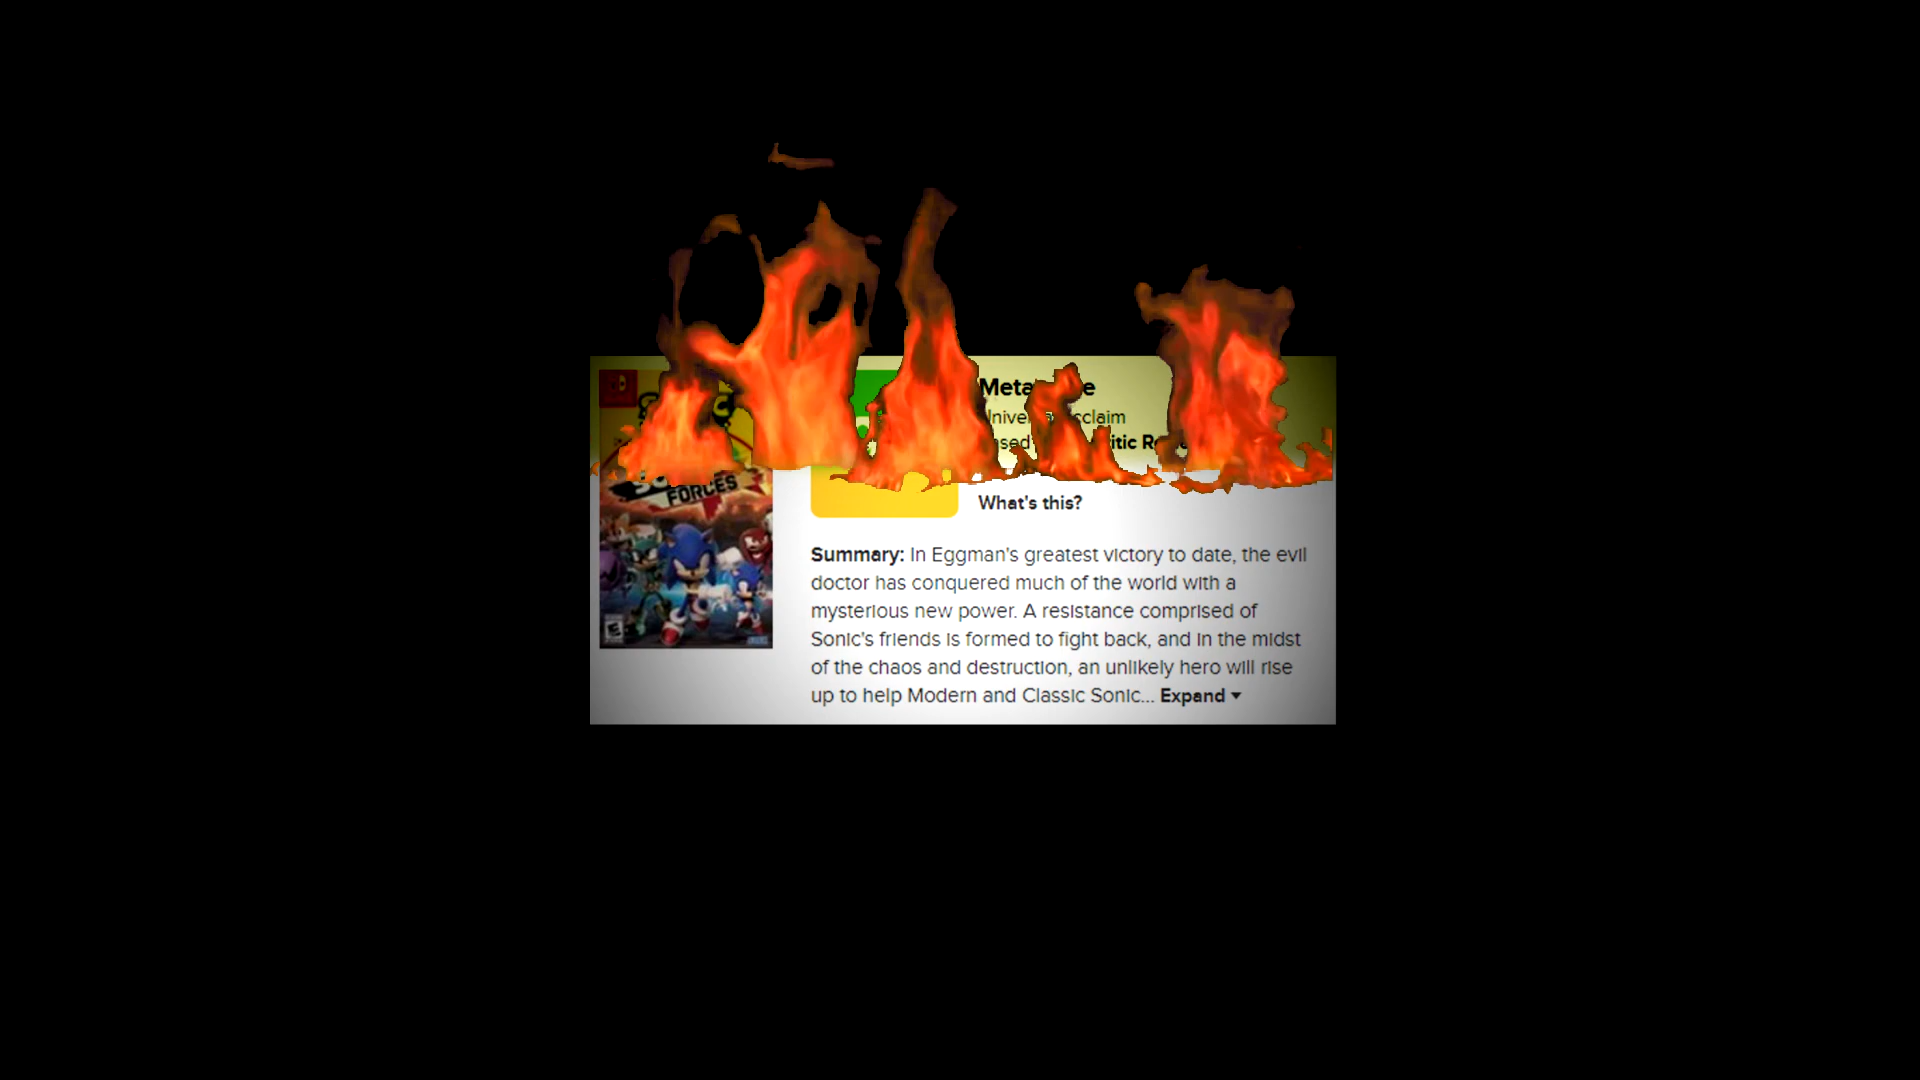 What's this?
FORCES
Summary: In Eggman's greatest victory to date, the evil
doctor has conquered much of the world with a
mysterious new power. A resistance comprised of
Sonic's friends is formed to fight back, and in the midst
of the chaos and destruction, an unlikely hero will rise
up to help Modern and Classic Sonic... Expand